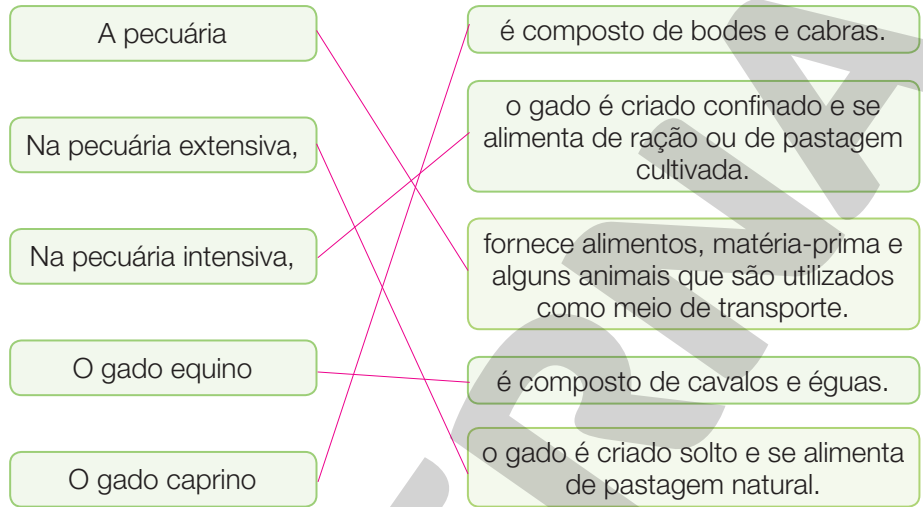 A pecuária
Na pecuária extensiva,
Na pecuária intensiva,
O gado equino
O gado caprino
é composto de bodes e cabras.
o gado é criado confinado e se
alimenta de ração ou de pastagem
cultivada.
fornece alimentos, matéria-prima e
alguns animais que são utilizados
como meio de transporte.
é composto de cavalos e éguas.
o gado é criado solto e se alimenta
de pastagem natural.